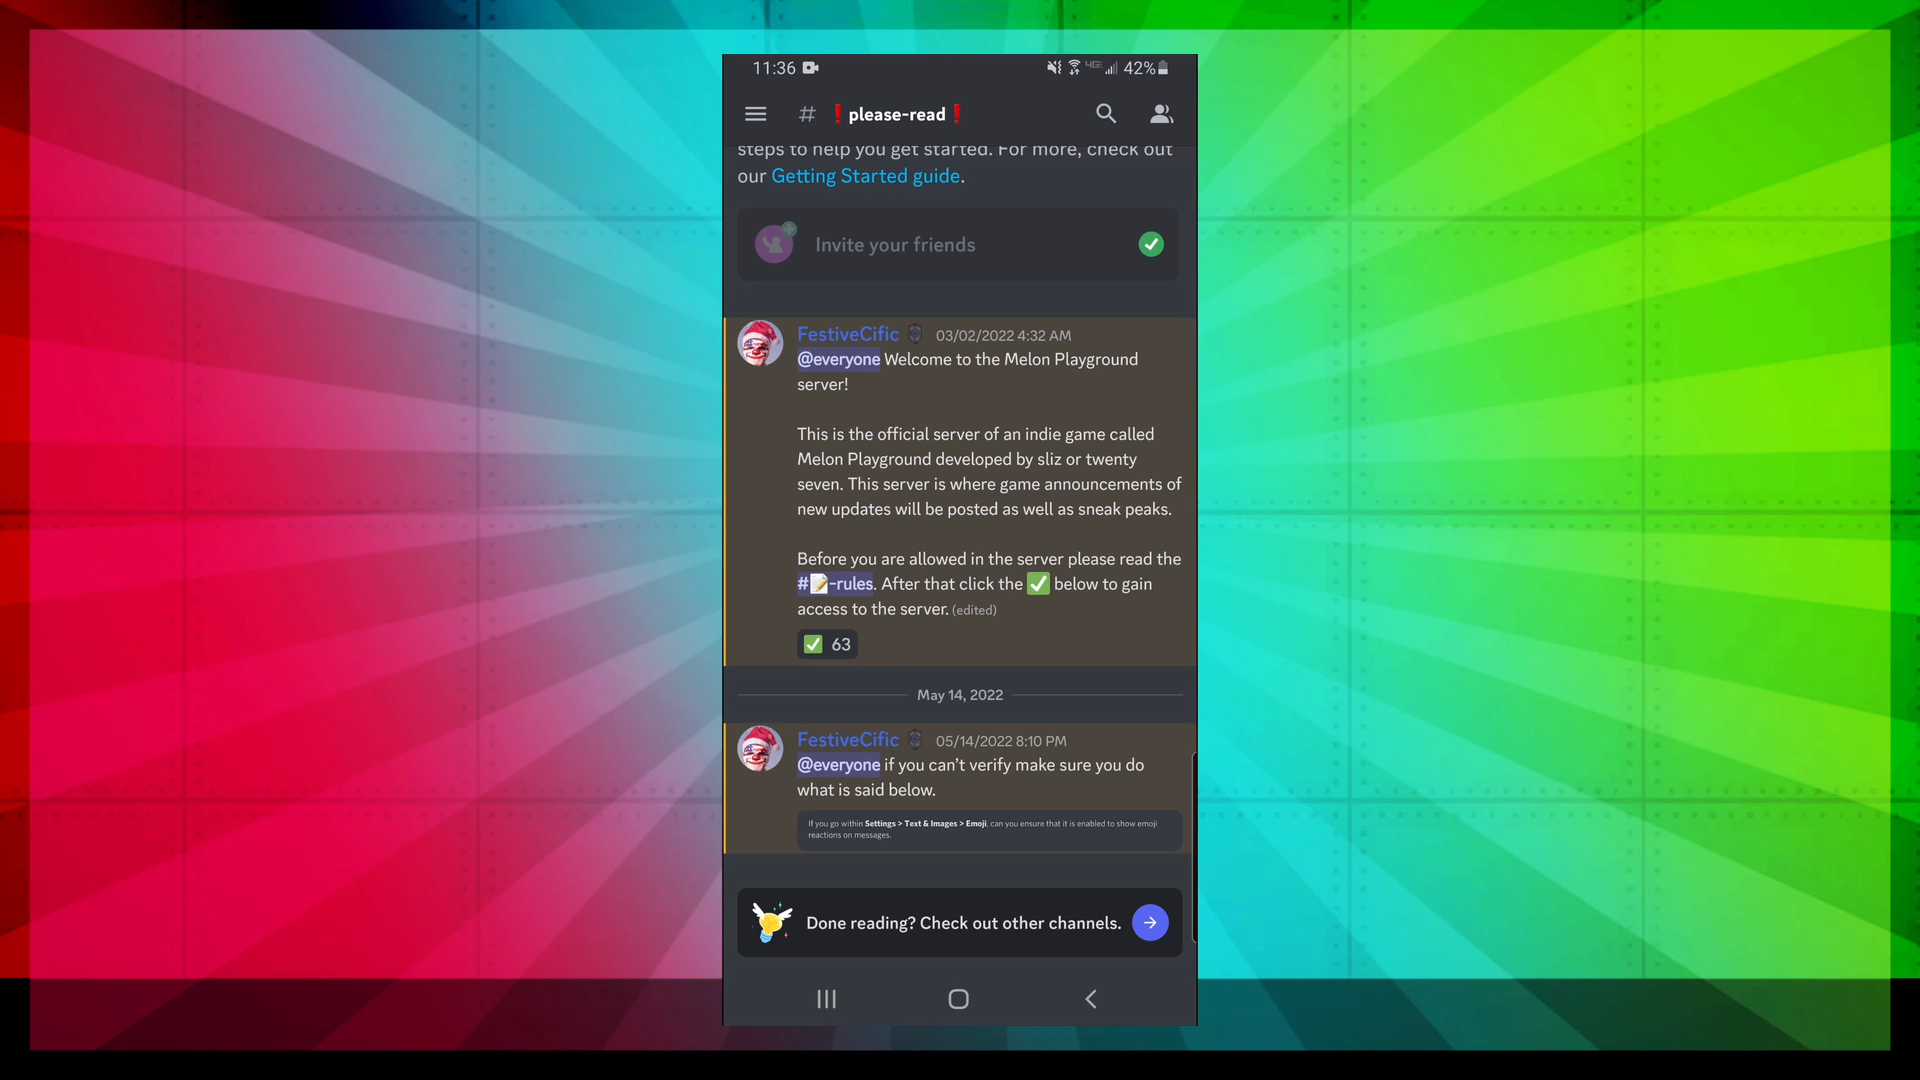 11:36 42%
# ❗please-read❗
steps to help you get started. For more, check out
our Getting Started guide.
Invite your friends
FestiveCific 03/02/2022 4:32 AM
@everyone Welcome to the Melon Playground
server!
This is the official server of an indie game called
Melon Playground developed by sliz or twenty
seven. This server is where game announcements of
new updates will be posted as well as sneak peaks.
Before you are allowed in the server please read the
#📝-rules. After that click the ✅ below to gain
access to the server. (edited)
✅ 63
May 14, 2022
FestiveCific 05/14/2022 8:10 PM
@everyone if you can't verify make sure you do
what is said below.
If you go within Settings > Text & Images > Emoji, can you ensure that it is enabled to show emoji
reactions on messages.
Done reading? Check out other channels.